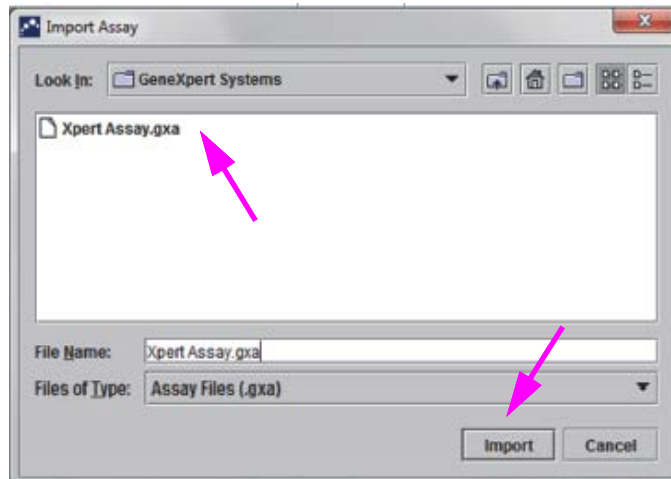 Import Assay
Look In: GeneXpert Systems
Xpert Assay.gxa
File Name: Xpert Assay.gxa
Files of Type: Assay Files (.gxa)
Import Cancel